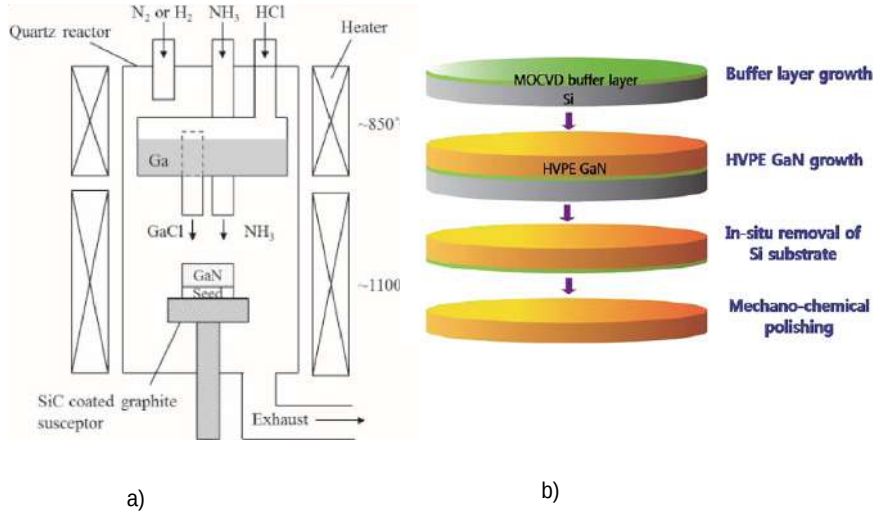 N₂ or H₂ NH₃ HCl
Quartz reactor
Heater
~850°
Ga
GaCl NH₃
GaN
Seed
~1100
SiC coated graphite
susceptor
Exhaust
a)
MOCVD buffer layer
Si
Buffer layer growth
HVPE GaN
HVPE GaN growth
In-situ removal of
Si substrate
Mechano-chemical
polishing
b)